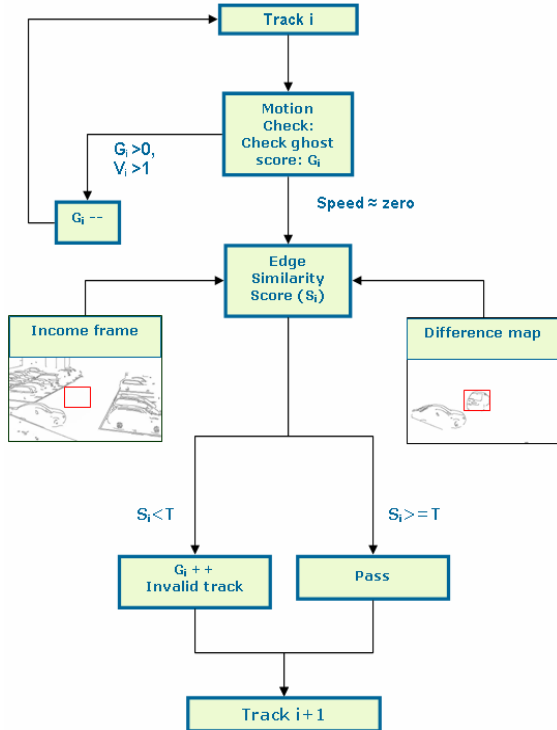 Track i
Motion
Check:
Check ghost
score: Gᵢ
Gᵢ >0,
Vᵢ >1
Gᵢ --
Speed ≈ zero
Edge
Similarity
Score (Sᵢ)
Income frame
Difference map
Sᵢ<T
Sᵢ>=T
Gᵢ ++
Invalid track
Pass
Track i+1